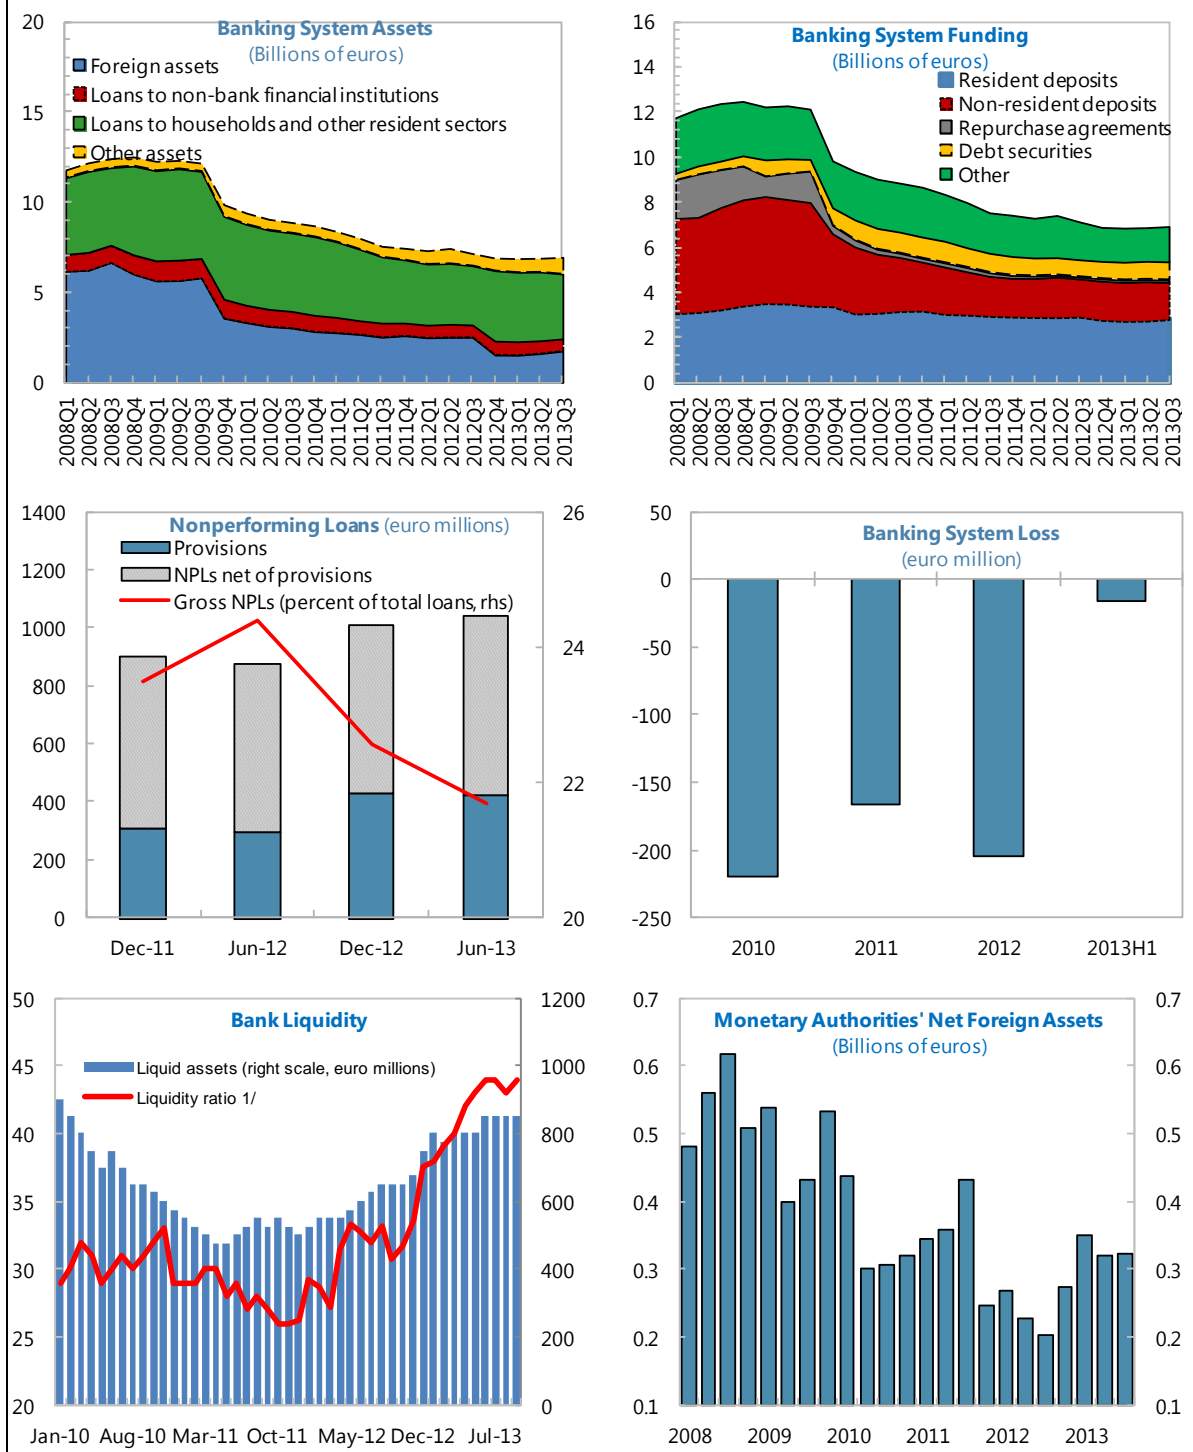 Banking System Assets
(Billions of euros)
Foreign assets
Loans to non-bank financial institutions
Loans to households and other resident sectors
Other assets
20
15
10
5
0
2008Q1
2008Q2
2008Q3
2008Q4
2009Q1
2009Q2
2009Q3
2009Q4
2010Q1
2010Q2
2010Q3
2010Q4
2011Q1
2011Q2
2011Q3
2011Q4
2012Q1
2012Q2
2012Q3
2012Q4
2013Q1
2013Q2
2013Q3
Banking System Funding
(Billions of euros)
Resident deposits
Non-resident deposits
Repurchase agreements
Debt securities
Other
16
14
12
10
8
6
4
2
0
2008Q1
2008Q2
2008Q3
2008Q4
2009Q1
2009Q2
2009Q3
2009Q4
2010Q1
2010Q2
2010Q3
2010Q4
2011Q1
2011Q2
2011Q3
2011Q4
2012Q1
2012Q2
2012Q3
2012Q4
2013Q1
2013Q2
2013Q3
Nonperforming Loans (euro millions)
Provisions
NPLs net of provisions
Gross NPLs (percent of total loans, rhs)
1400
1200
1000
800
600
400
200
0
26
24
22
20
Dec-11 Jun-12 Dec-12 Jun-13
Banking System Loss
(euro million)
50
0
-50
-100
-150
-200
-250
2010 2011 2012 2013H1
Bank Liquidity
Liquid assets (right scale, euro millions)
Liquidity ratio 1/
50
45
40
35
30
25
20
1200
1000
800
600
400
200
0
Jan-10 Aug-10 Mar-11 Oct-11 May-12 Dec-12 Jul-13
Monetary Authorities' Net Foreign Assets
(Billions of euros)
0.7
0.6
0.5
0.4
0.3
0.2
0.1
0.7
0.6
0.5
0.4
0.3
0.2
0.1
2008 2009 2010 2011 2012 2013